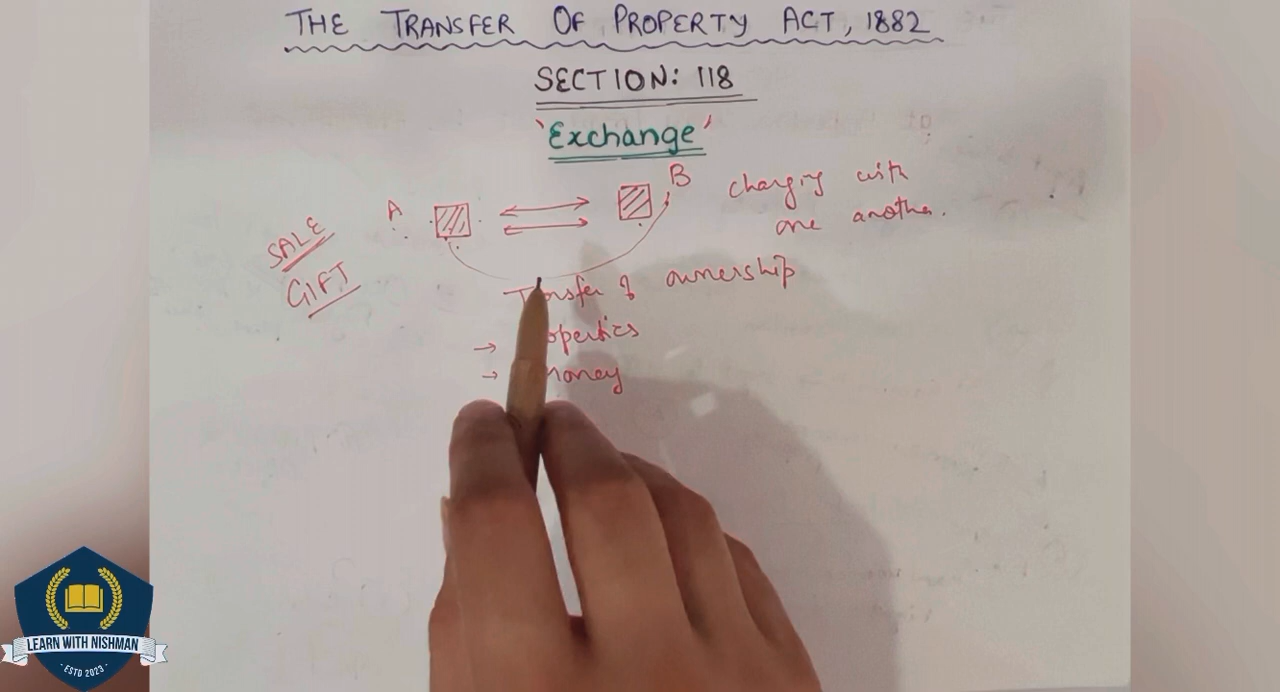 THE TRANSFER OF PROPERTY ACT, 1882
SECTION: 118
'Exchange'
A
B
changing with
one another.
SALE
GIFT
of ownership
→
→ money
LEARN WITH NISHMAN
· ESTD 2023 ·